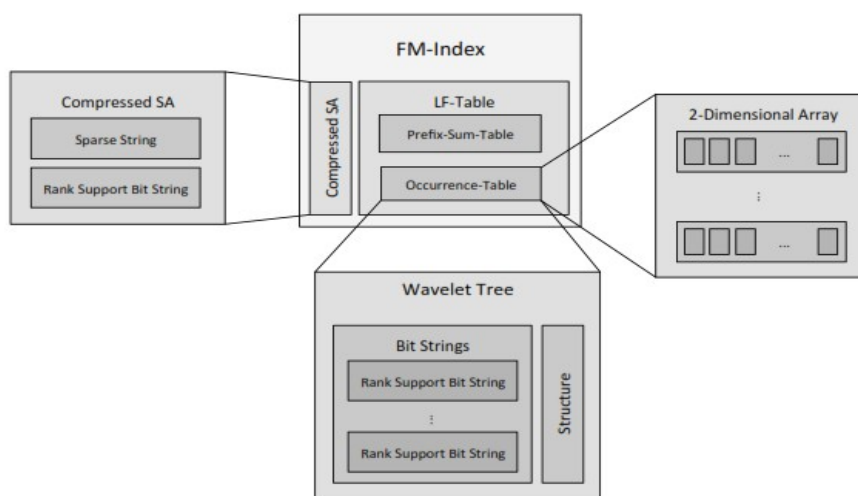 FM-Index
Compressed SA
Sparse String
Rank Support Bit String
Compressed SA
LF-Table
Prefix-Sum-Table
Occurrence-Table
2-Dimensional Array
...
...
...
Wavelet Tree
Bit Strings
Rank Support Bit String
...
Rank Support Bit String
Structure